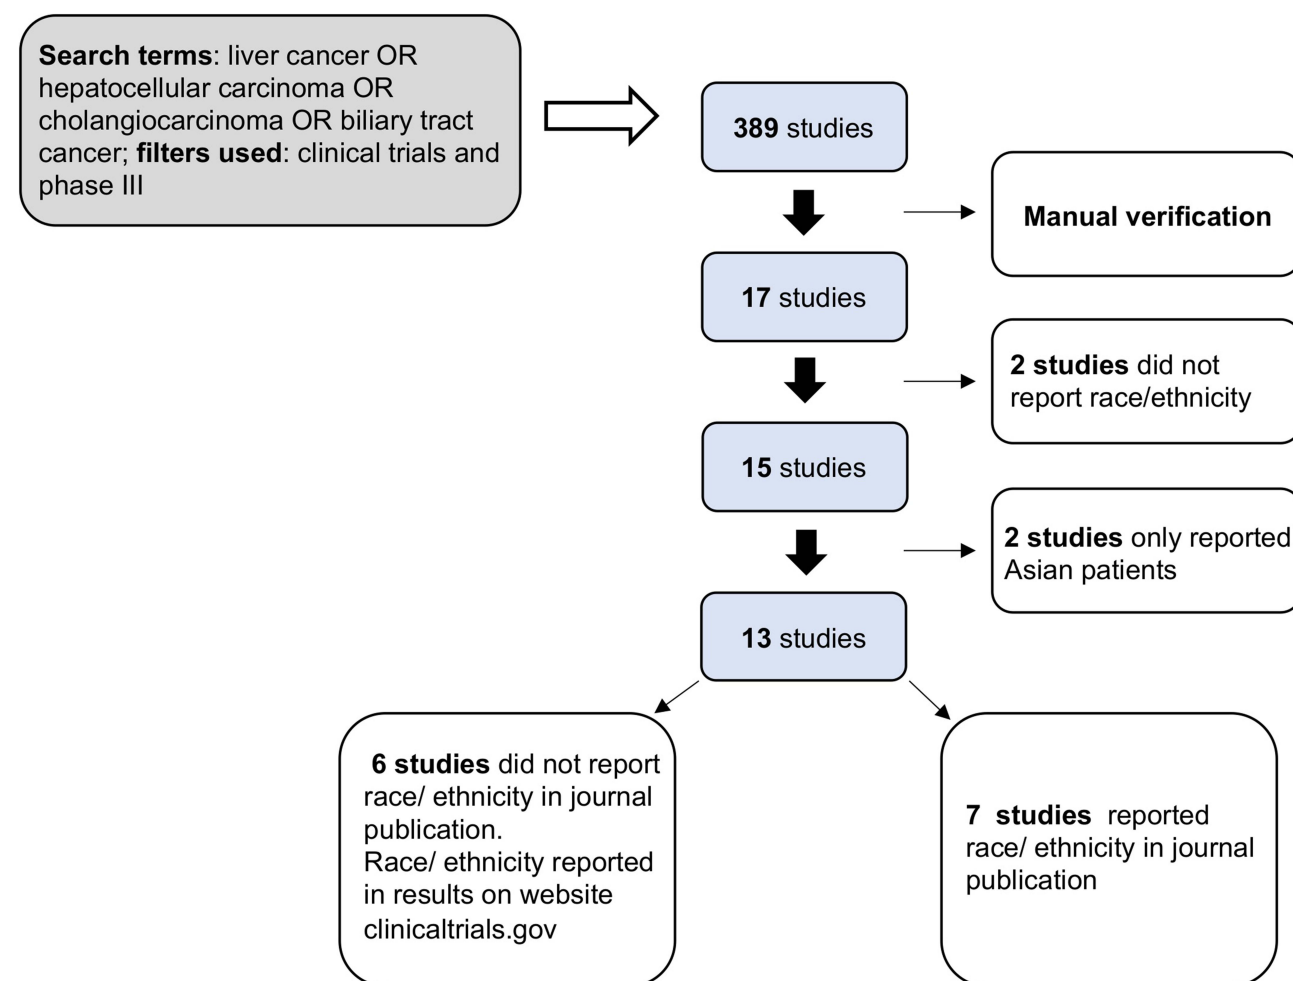 Search terms: liver cancer OR
hepatocellular carcinoma OR
cholangiocarcinoma OR biliary tract
cancer; filters used: clinical trials and
phase III
389 studies
Manual verification
17 studies
2 studies did not
report race/ethnicity
15 studies
2 studies only reported
Asian patients
13 studies
6 studies did not report
race/ ethnicity in journal
publication.
Race/ ethnicity reported
in results on website
clinicaltrials.gov
7 studies reported
race/ ethnicity in journal
publication